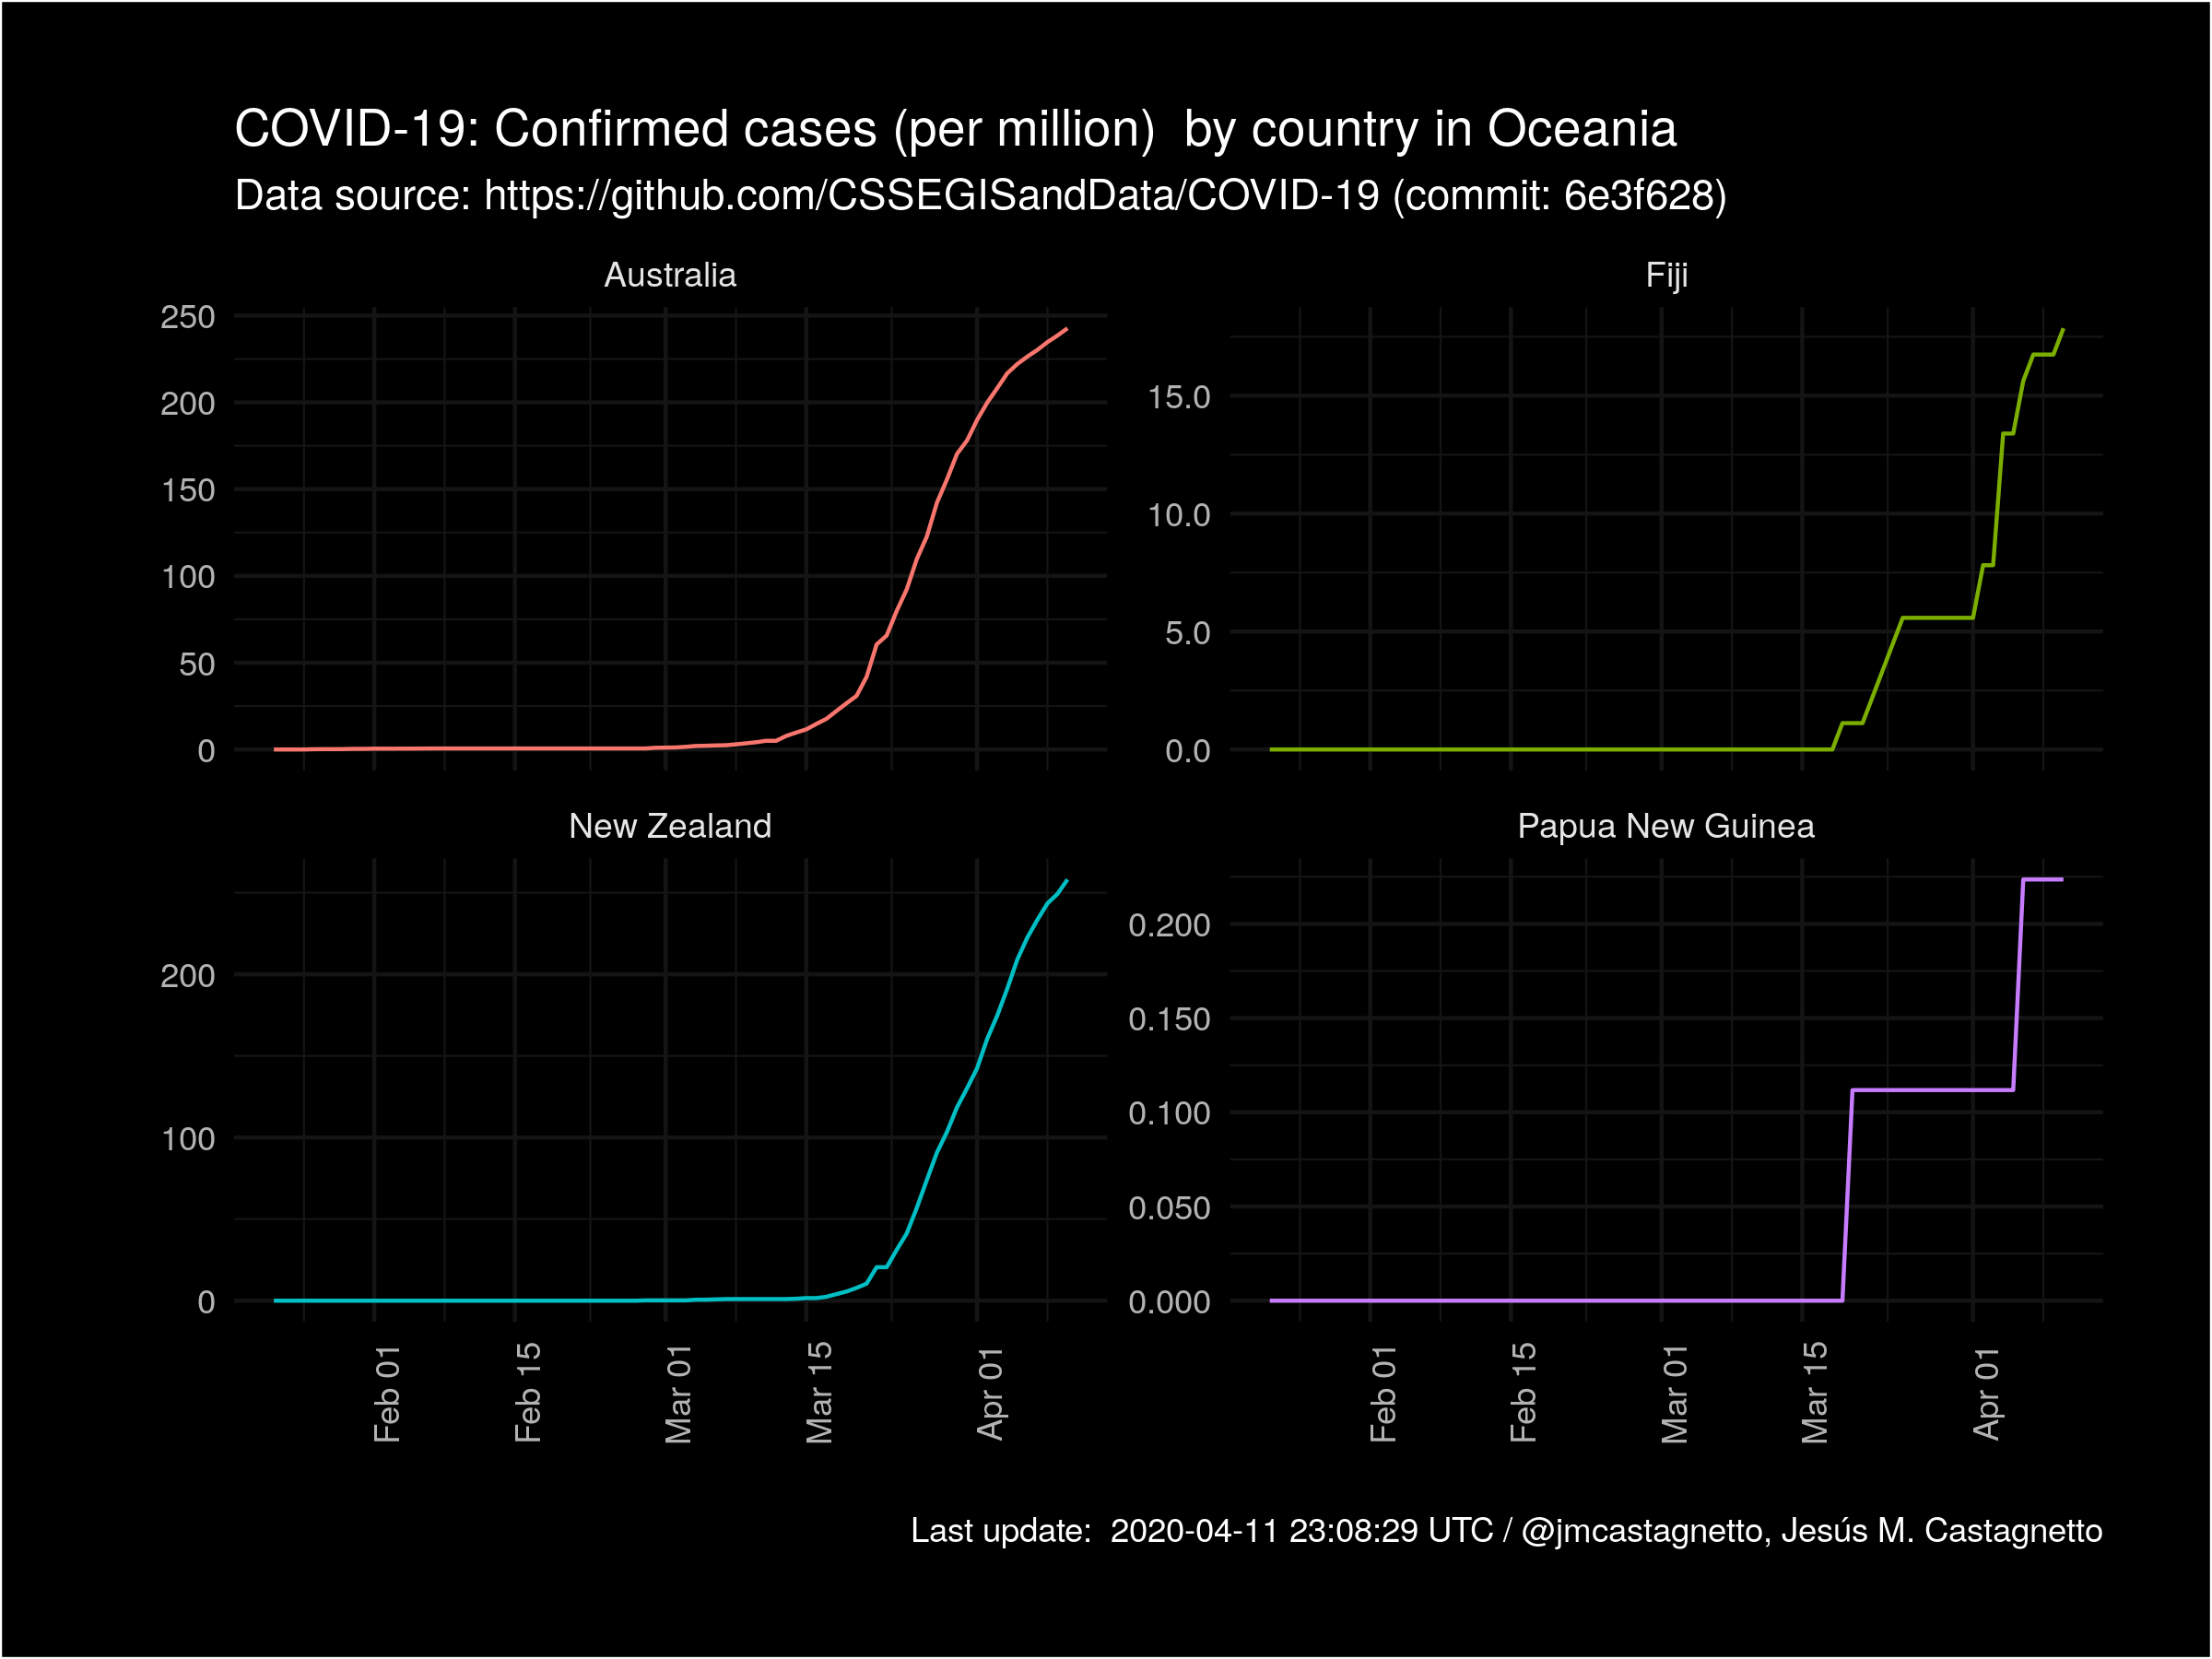 COVID-19: Confirmed cases (per million)  by country in Oceania
Data source: https://github.com/CSSEGISandData/COVID-19 (commit: 6e3f628)
Australia
250
200
150
100
50
0
Fiji
15.0
10.0
5.0
0.0
New Zealand
200
100
0
Feb 01
Feb 15
Mar 01
Mar 15
Apr 01
Papua New Guinea
0.200
0.150
0.100
0.050
0.000
Feb 01
Feb 15
Mar 01
Mar 15
Apr 01
Last update:  2020-04-11 23:08:29 UTC / @jmcastagnetto, Jesús M. Castagnetto